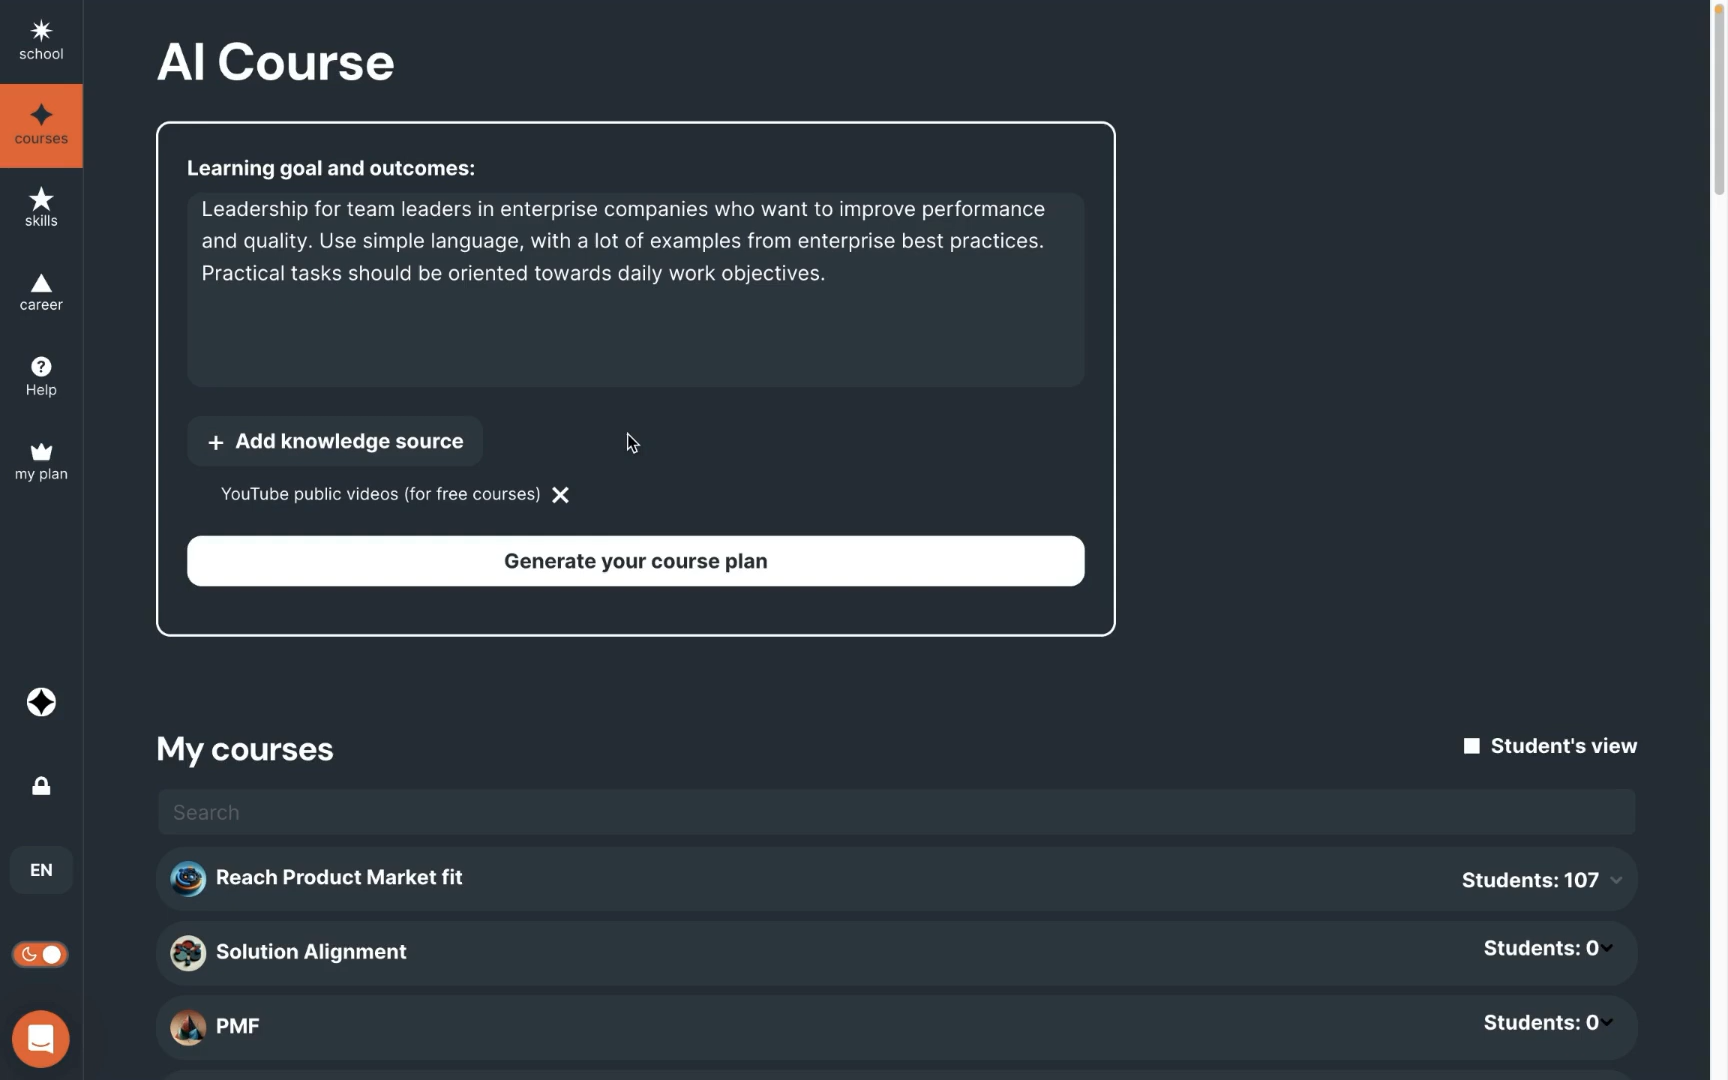 school
courses
skills
career
Help
my plan
EN
AI Course
Learning goal and outcomes:
Leadership for team leaders in enterprise companies who want to improve performance
and quality. Use simple language, with a lot of examples from enterprise best practices.
Practical tasks should be oriented towards daily work objectives.
+ Add knowledge source
YouTube public videos (for free courses)
Generate your course plan
My courses
Student's view
Search
Reach Product Market fit
Students: 107
Solution Alignment
Students: 0
PMF
Students: 0